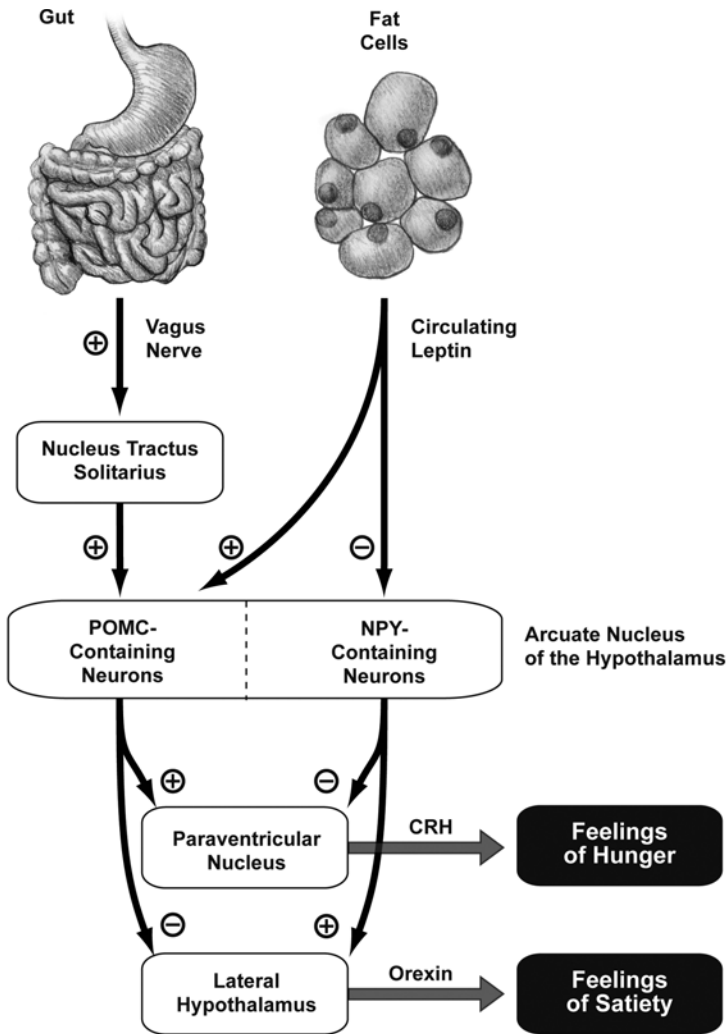 Gut
Fat
Cells
Vagus
Nerve
Circulating
Leptin
+
Nucleus Tractus
Solitarius
+
+
−
POMC-
Containing
Neurons
NPY-
Containing
Neurons
Arcuate Nucleus
of the Hypothalamus
+
−
Paraventricular
Nucleus
CRH
Feelings
of Hunger
−
+
Lateral
Hypothalamus
Orexin
Feelings
of Satiety